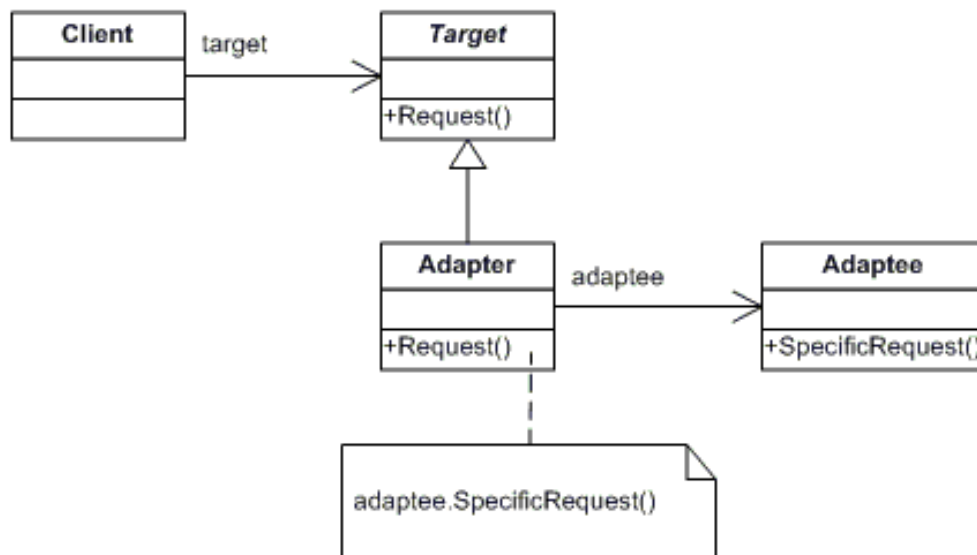 Client
target
Target
+Request()
Adapter
adaptee
Adaptee
+Request()
+SpecificRequest()
adaptee.SpecificRequest()